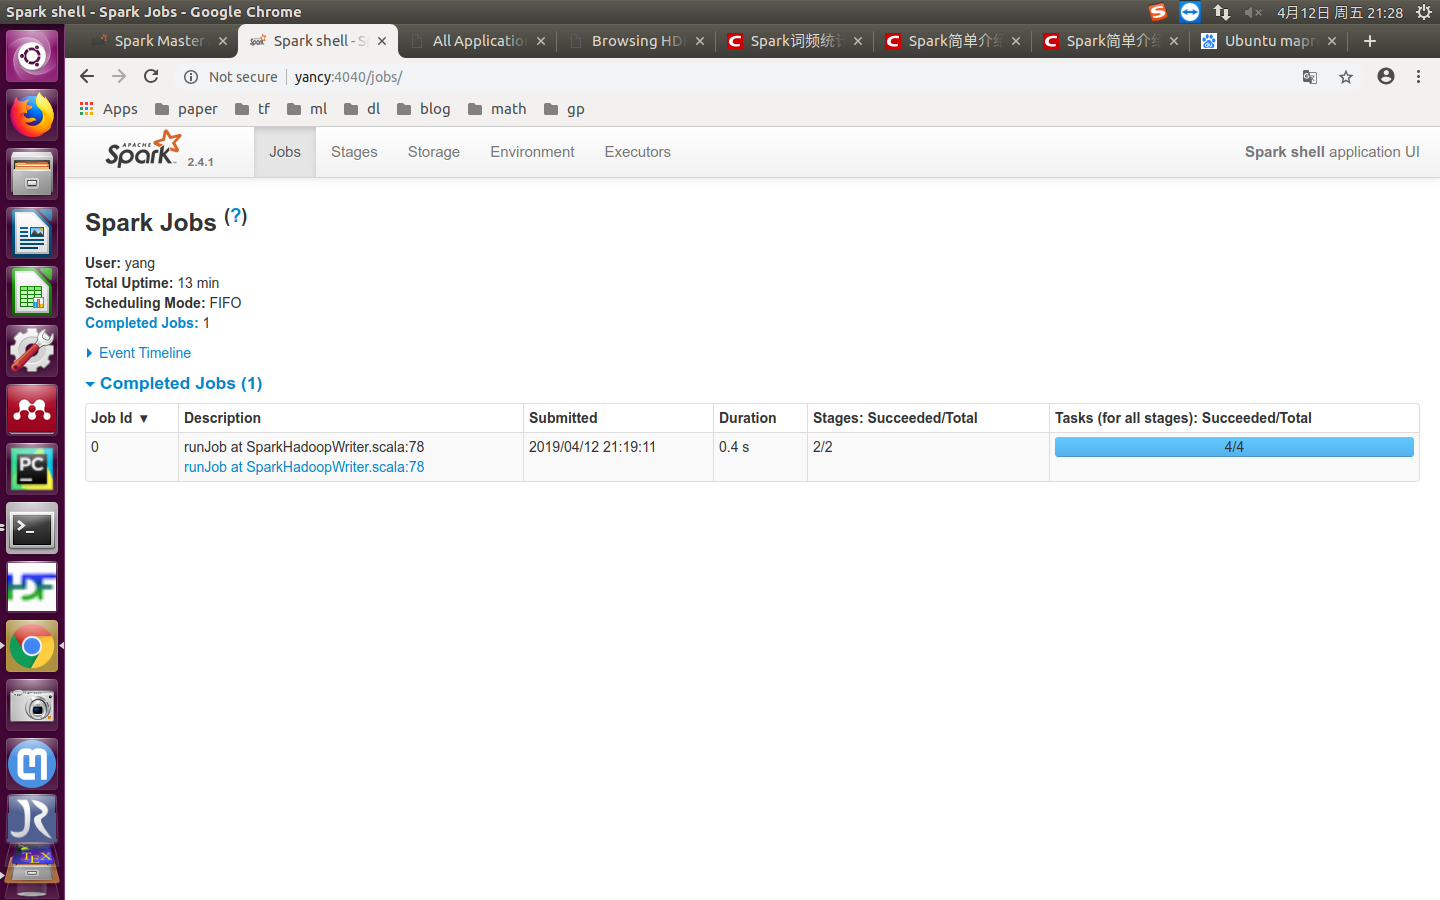 Spark shell - Spark Jobs - Google Chrome
4月12日 周五 21:28
Spark Master
Spark shell - S
All Applicatio
Browsing HD
Spark词频统
Spark简单介
Spark简单介
Ubuntu mapr
Not secure
yancy:4040/jobs/
Apps
paper
tf
ml
dl
blog
math
gp
APACHE
Spark
2.4.1
Jobs
Stages
Storage
Environment
Executors
Spark shell application UI
Spark Jobs (?)
User: yang
Total Uptime: 13 min
Scheduling Mode: FIFO
Completed Jobs: 1
Event Timeline
Completed Jobs (1)
Job Id ▼ Description Submitted Duration Stages: Succeeded/Total Tasks (for all stages): Succeeded/Total
0 runJob at SparkHadoopWriter.scala:78 2019/04/12 21:19:11 0.4 s 2/2 4/4
runJob at SparkHadoopWriter.scala:78
PC
HDF
JR
TEX